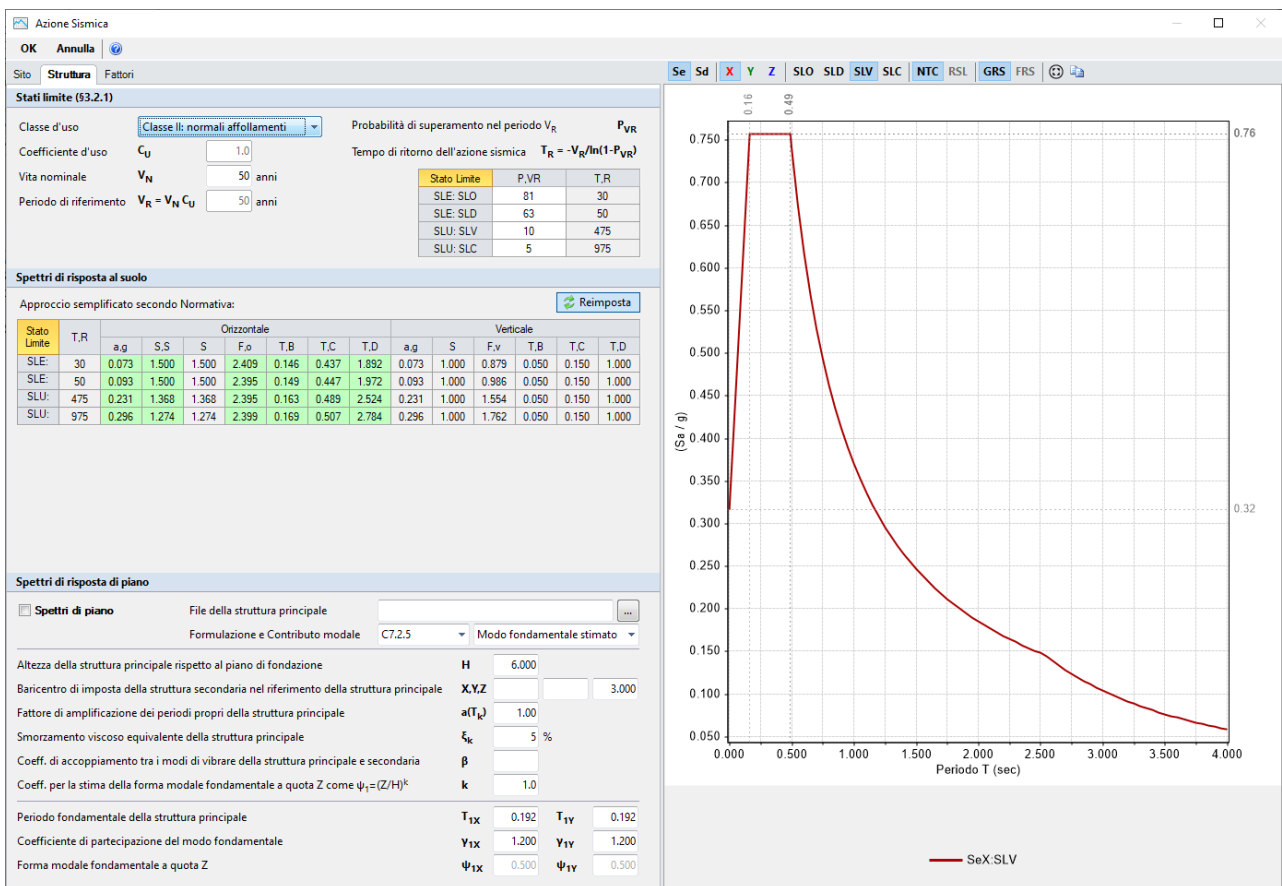 Azione Sismica
OK Annulla
Sito Struttura Fattori
Stati limite (§3.2.1)
Classe d'uso Classe II: normali affollamenti Probabilità di superamento nel periodo VR PVR
Coefficiente d'uso CU 1.0 Tempo di ritorno dell'azione sismica TR = -VR/ln(1-PVR)
Vita nominale VN 50 anni
Periodo di riferimento VR = VN CU 50 anni
Stato Limite P,VR T,R
SLE: SLO 81 30
SLE: SLD 63 50
SLU: SLV 10 475
SLU: SLC 5 975
Spettri di risposta al suolo
Approccio semplificato secondo Normativa: Reimposta
Stato Limite T,R Orizzontale Verticale
a,g S,S S F,o T,B T,C T,D a,g S F,v T,B T,C T,D
SLE: 30 0.073 1.500 1.500 2.409 0.146 0.437 1.892 0.073 1.000 0.879 0.050 0.150 1.000
SLE: 50 0.093 1.500 1.500 2.395 0.149 0.447 1.972 0.093 1.000 0.986 0.050 0.150 1.000
SLU: 475 0.231 1.368 1.368 2.395 0.163 0.489 2.524 0.231 1.000 1.554 0.050 0.150 1.000
SLU: 975 0.296 1.274 1.274 2.399 0.169 0.507 2.784 0.296 1.000 1.762 0.050 0.150 1.000
Spettri di risposta di piano
Spettri di piano File della struttura principale ...
Formulazione e Contributo modale C7.2.5 Modo fondamentale stimato
Altezza della struttura principale rispetto al piano di fondazione H 6.000
Baricentro di imposta della struttura secondaria nel riferimento della struttura principale X,Y,Z 3.000
Fattore di amplificazione dei periodi propri della struttura principale a(Tk) 1.00
Smorzamento viscoso equivalente della struttura principale ξk 5 %
Coeff. di accoppiamento tra i modi di vibrare della struttura principale e secondaria β
Coeff. per la stima della forma modale fondamentale a quota Z come ψ1=(Z/H)^k k 1.0
Periodo fondamentale della struttura principale T1X 0.192 T1Y 0.192
Coefficiente di partecipazione del modo fondamentale γ1X 1.200 γ1Y 1.200
Forma modale fondamentale a quota Z ψ1X 0.500 ψ1Y 0.500
Se Sd X Y Z SLO SLD SLV SLC NTC RSL GRS FRS
0.16 0.49
0.750 0.76
0.700
0.650
0.600
0.550
0.500
0.450
0.400
0.350
0.300 0.32
0.250
0.200
0.150
0.100
0.050
(Sa / g)
0.000 0.500 1.000 1.500 2.000 2.500 3.000 3.500 4.000
Periodo T (sec)
SeX:SLV